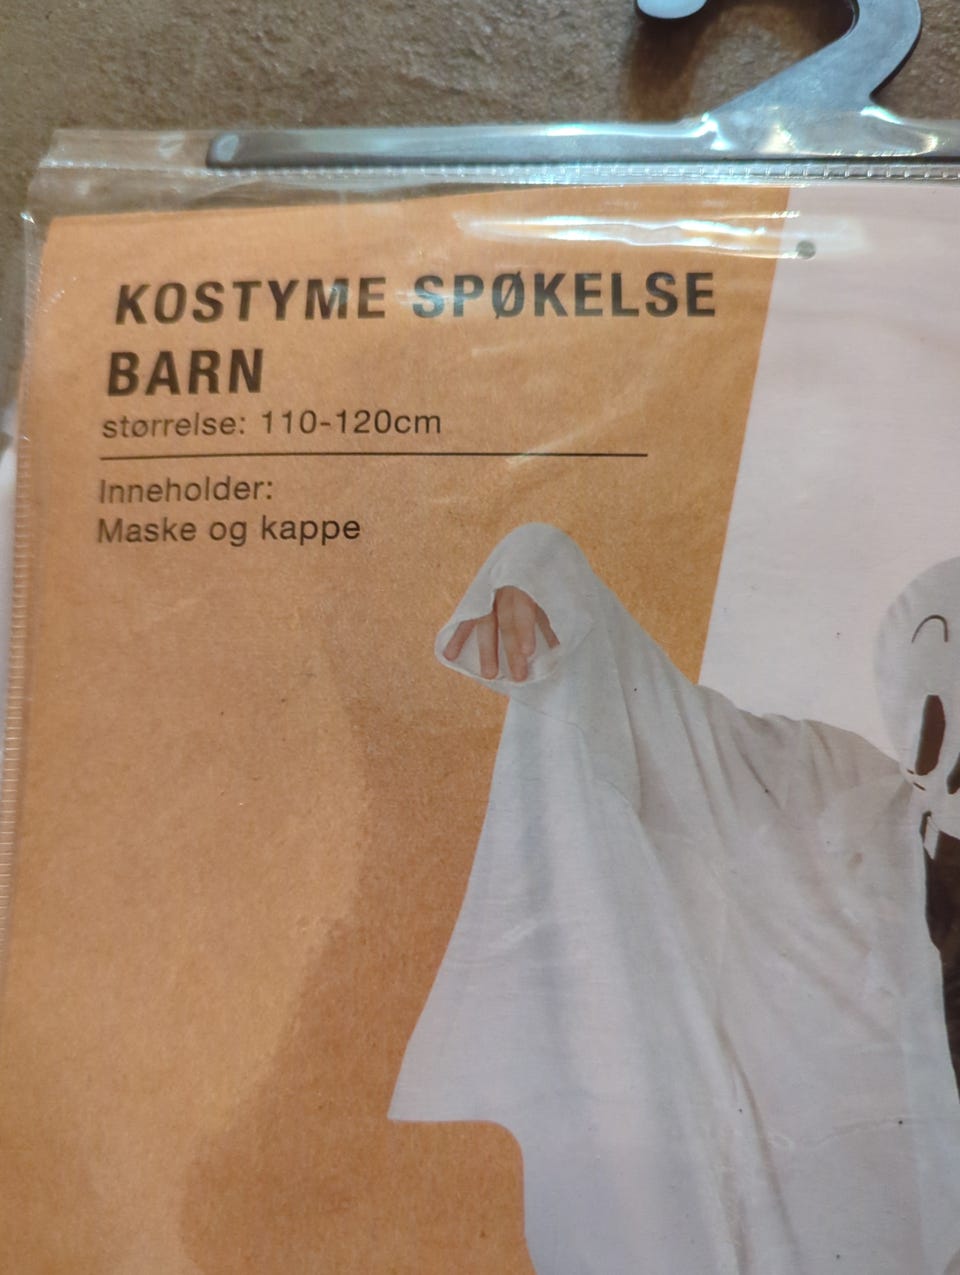 KOSTYME SPØKELSE
BARN
størrelse: 110-120cm
Inneholder:
Maske og kappe